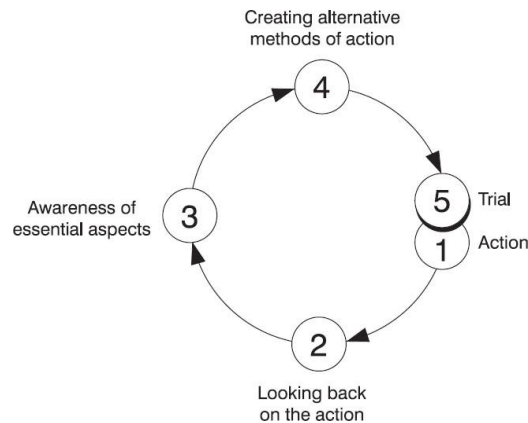 Creating alternative
methods of action
4
5
Trial
Awareness of
essential aspects
3
1
Action
2
Looking back
on the action